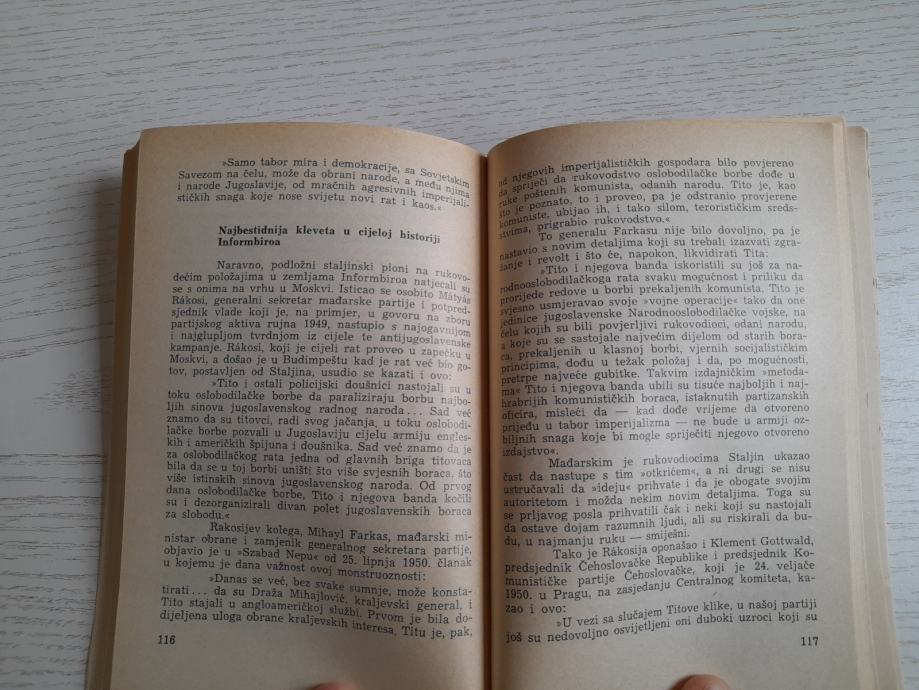 »Samo tabor mira i demokracije, sa Sovjetskim
Savezom na čelu, može da obrani narode, a među njima
i narode Jugoslavije, od mračnih agresivnih imperijali-
stičkih snaga koje nose svijetu novi rat i kaos.«
Najbestidnija kleveta u cijeloj historiji
Informbiroa
Naravno, podložni staljinski pioni na rukovo-
dećim položajima u zemljama Informbiroa natjecali su
se s onima na vrhu u Moskvi. Isticao se osobito Mátyás
Rákosi, generalni sekretar mađarske partije i potpred-
sjednik vlade koji je, na primjer, u govoru na zboru
partijskog aktiva rujna 1949, nastupio s najogavnijom
i najglupljom tvrdnjom iz cijele te antijugoslavenske
kampanje. Rákosi, koji je cijeli rat proveo u zapećku u
Moskvi, a došao je u Budimpeštu kad je rat već bio go-
tov, postavljen od Staljina, usudio se kazati i ovo:
»Tito i ostali policijski doušnici nastojali su u
toku oslobodilačke borbe da paraliziraju borbu najbo-
ljih sinova jugoslavenskog radnog naroda... Sad već
znamo da su titovci, radi svog jačanja, u toku oslobodi-
lačke borbe pozvali u Jugoslaviju cijelu armiju engles-
kih i američkih špijuna i doušnika. Sad već znamo da je
za oslobodilačkog rata jedna od glavnih briga titovaca
bila da se u toj borbi uništi što više svjesnih boraca, što
više istinskih sinova jugoslavenskog naroda. Od prvog
dana oslobodilačke borbe, Tito i njegova banda kočili
su i dezorganizirali divan polet jugoslavenskih boraca
za slobodu.«
Rakosijev kolega, Mihayl Farkas, mađarski mi-
nistar obrane i zamjenik generalnog sekretara partije,
objavio je u »Szabad Nepu« od 25. lipnja 1950. članak
u kojemu je dana važnost ovoj monstruoznosti:
»Danas se već, bez svake sumnje, može konsta-
tirati... da su Draža Mihajlović, kraljevski general, i
Tito stajali u angloameričkoj službi. Prvom je bila do-
dijeljena uloga obrane kraljevskih interesa, Titu je, pak,
116
od njegovih imperijalističkih gospodara bilo povjereno
da spriječi da rukovodstvo oslobodilačke borbe dođe u
ruke poštenih komunista, odanih narodu. Tito je, kao
što je poznato, to i proveo, pa je odstranio provjerene
komuniste, ubijao ih, i tako silom, terorističkim sreds-
tvima, prigrabio rukovodstvo.«
To generalu Farkasu nije bilo dovoljno, pa je
nastavio s novim detaljima koji su trebali izazvati zgra-
žanje i revolt i što će, napokon, likvidirati Tita:
»Tito i njegova banda iskoristili su još za na-
rodnooslobodilačkoga rata svaku mogućnost i priliku da
prorijede redove u borbi prekaljenih komunista. Tito je
svjesno usmjeravao svoje »vojne operacije« tako da one
jedinice jugoslavenske Narodnooslobodilačke vojske, na
čelu kojih su bili povjerljivi rukovodioci, odani narodu,
a koje su se sastojale najvećim dijelom od starih bora-
ca, prekaljenih u klasnoj borbi, vjernih socijalističkim
principima, dođu u težak položaj i da, po mogućnosti,
pretrpe najveće gubitke. Takvim izdajničkim »metoda-
ma« Tito i njegova banda ubili su tisuće najboljih i naj-
hrabrijih komunističkih boraca, istaknutih partizanskih
oficira, misleći da — kad dođe vrijeme da otvoreno
prijeđu u tabor imperijalizma — ne bude u armiji oz-
biljnih snaga koje bi mogle spriječiti njegovo otvoreno
izdajstvo«.
Mađarskim je rukovodiocima Staljin ukazao
čast da nastupe s tim »otkrićem«, a ni drugi se nisu
ustručavali da »ideju« prihvate i da je obogate svojim
autoritetom i možda nekim novim detaljima. Toga su
se prljavog posla prihvatili čak i neki koji su nastojali
da ostave dojam razumnih ljudi, ali su riskirali da bu-
du, u najmanju ruku — smiješni.
Tako je Rákosija oponašao i Klement Gottwald,
predsjednik Čehoslovačke Republike i predsjednik Ko-
munističke partije Čehoslovačke, koji je, 24. veljače
1950. u Pragu, na zasjedanju Centralnog komiteta, ka-
zao i ovo:
»U vezi sa slučajem Titove klike, u našoj partiji
još su nedovoljno osvijetljeni oni duboki uzroci koji su
117